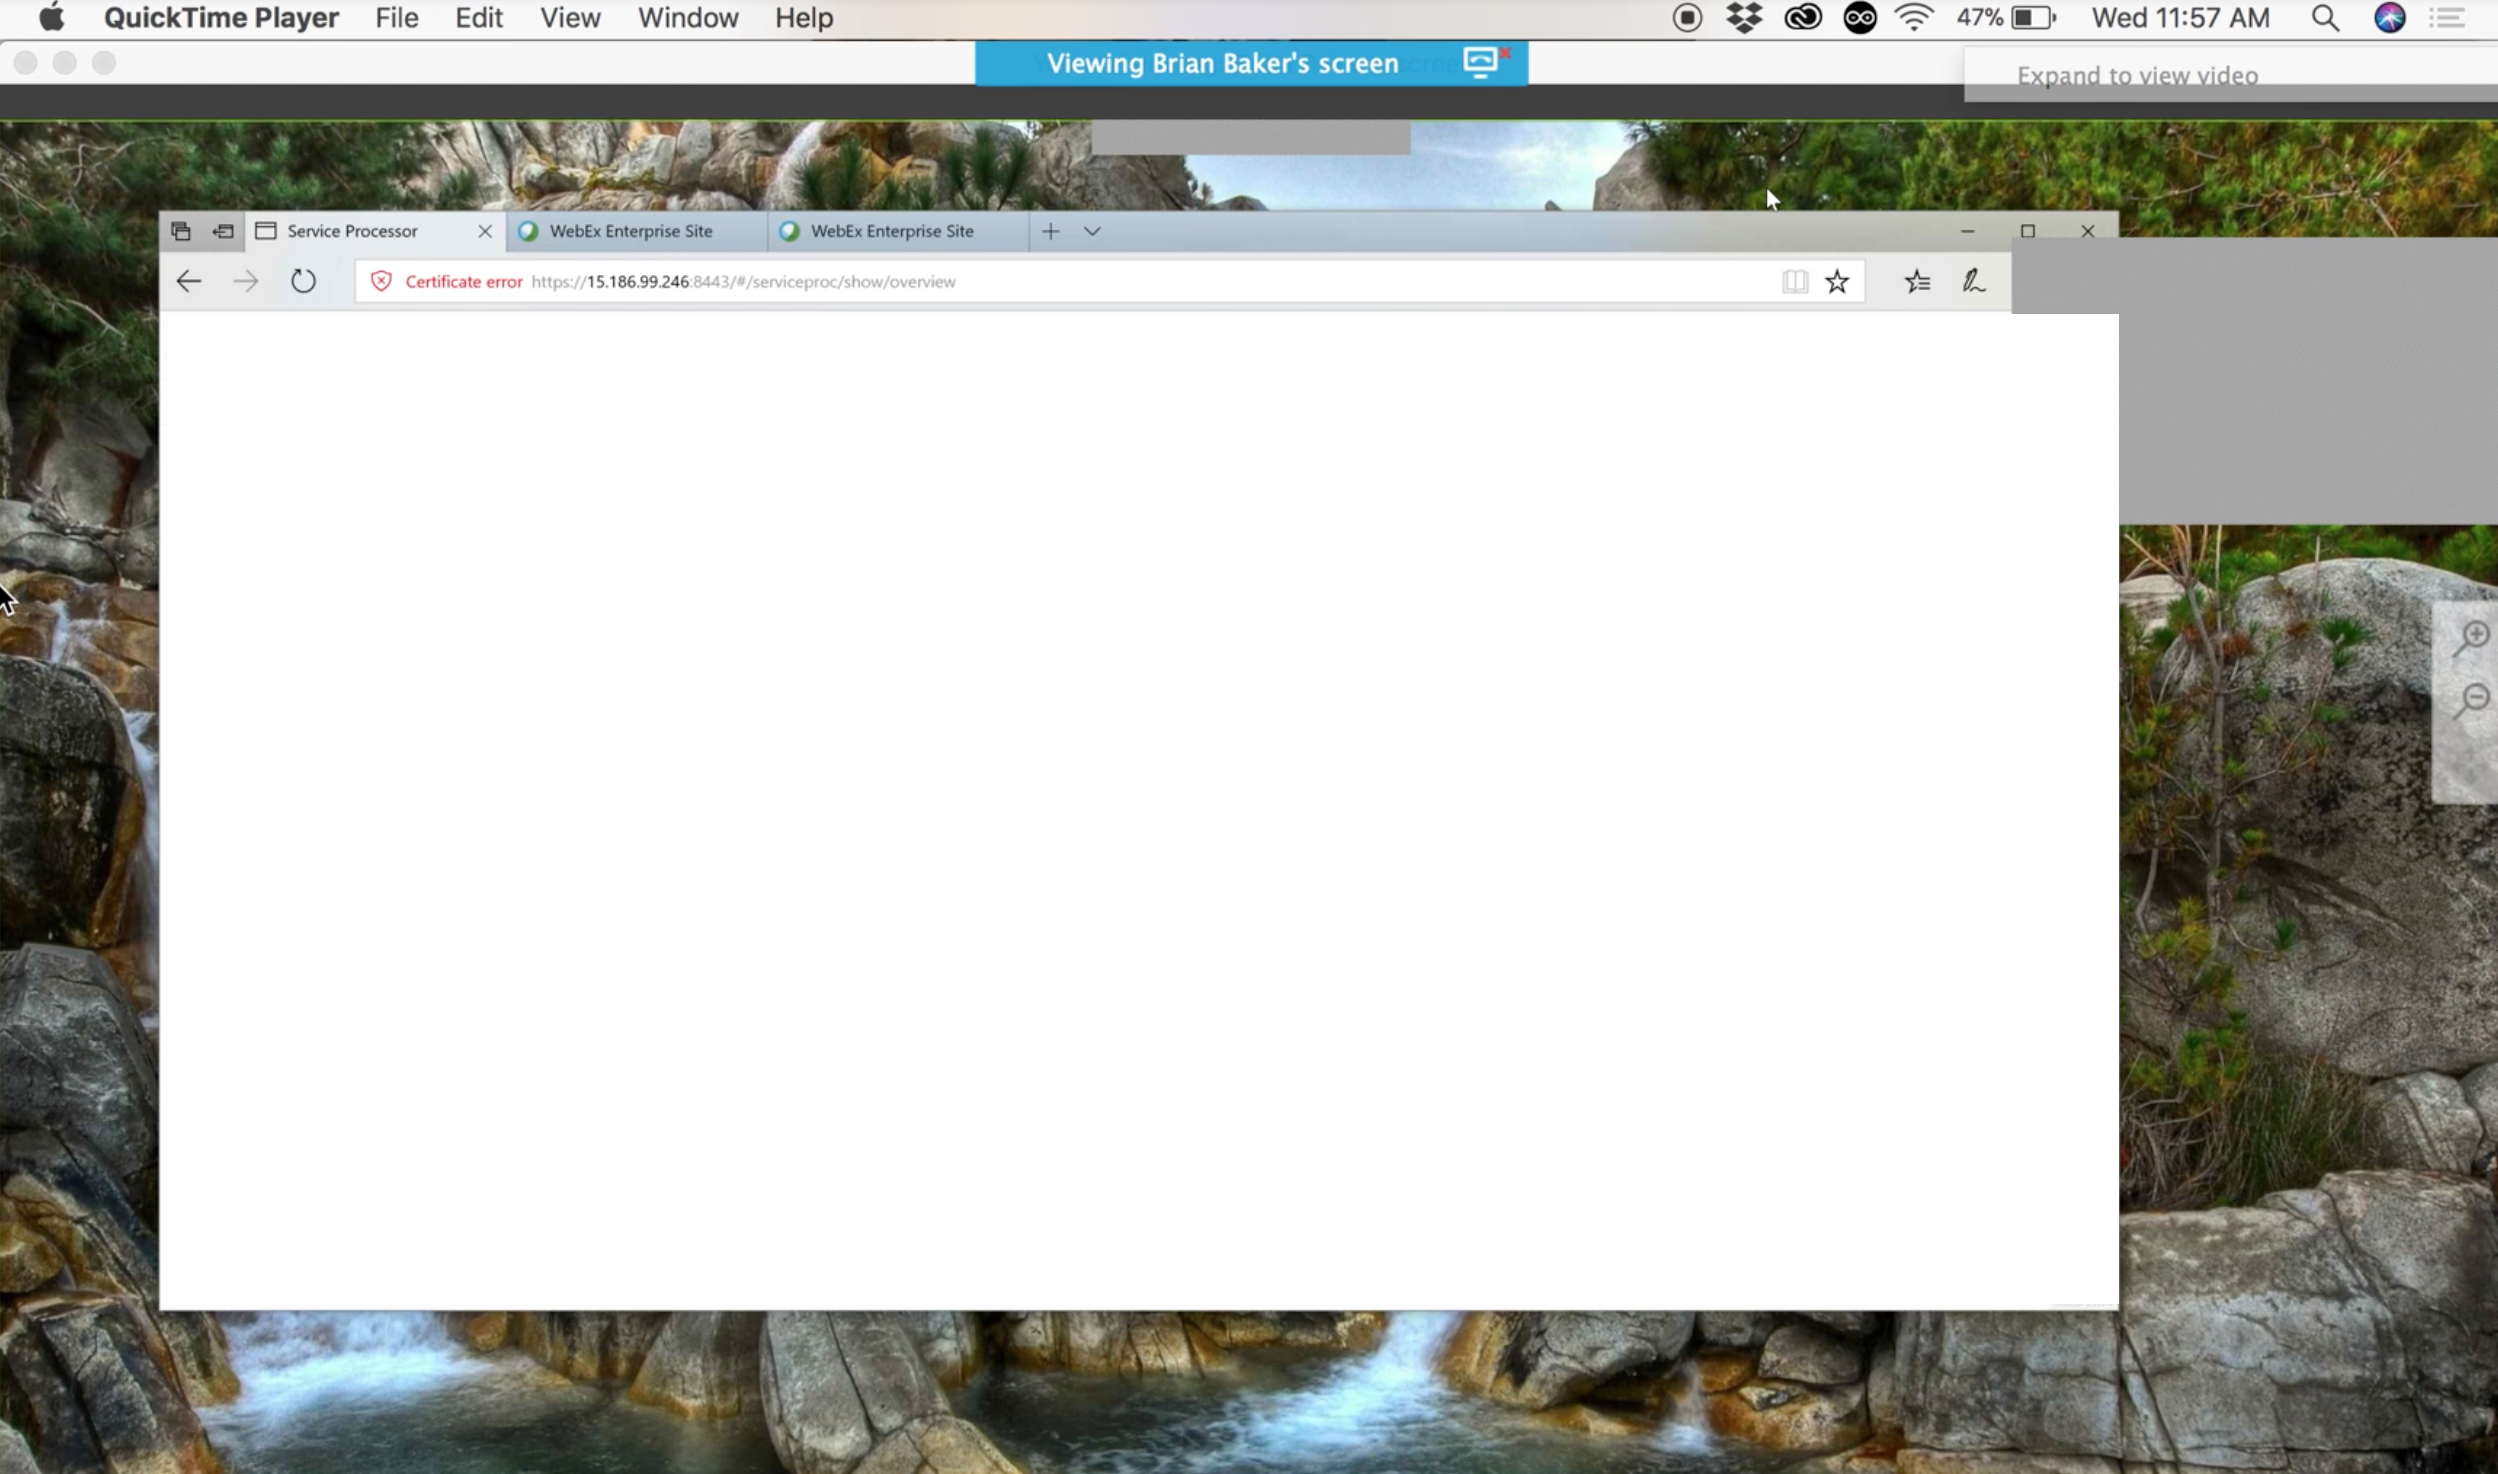 QuickTime Player File Edit View Window Help 47% Wed 11:57 AM
Viewing Brian Baker's screen
Expand to view video
Service Processor WebEx Enterprise Site WebEx Enterprise Site
Certificate error https://15.186.99.246:8443/#/serviceproc/show/overview